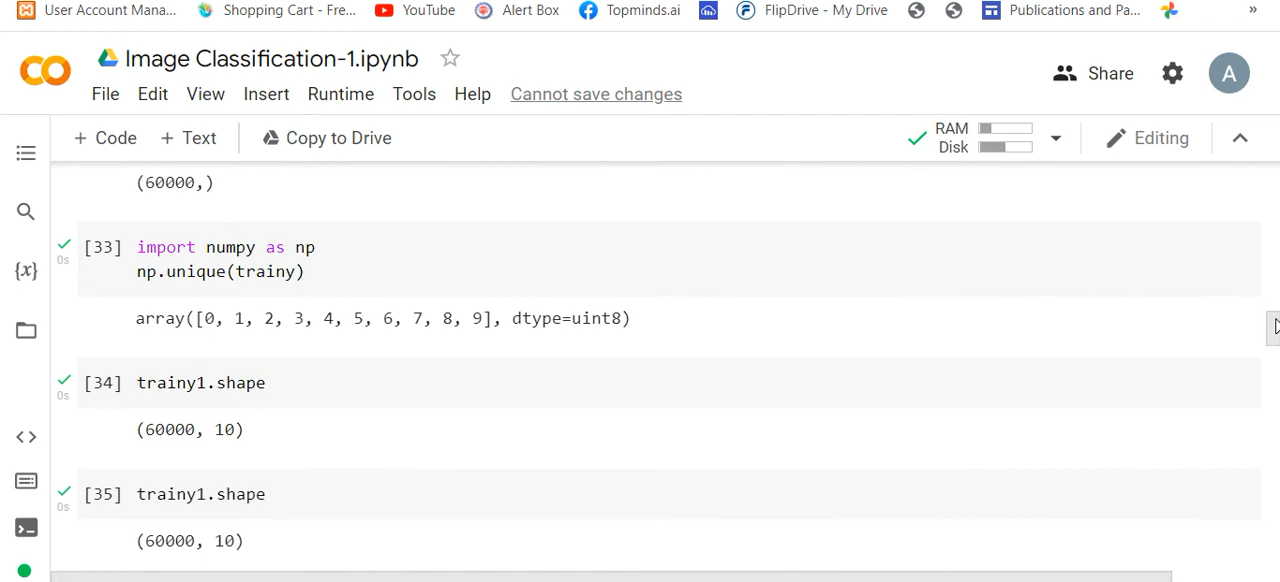 User Account Mana... Shopping Cart - Fre... YouTube Alert Box Topminds.ai FlipDrive - My Drive Publications and Pa... »
Image Classification-1.ipynb
Share A
File Edit View Insert Runtime Tools Help Cannot save changes
+ Code + Text Copy to Drive RAM Disk Editing
(60000,)
[33] import numpy as np
0s np.unique(trainy)
array([0, 1, 2, 3, 4, 5, 6, 7, 8, 9], dtype=uint8)
[34] trainy1.shape
0s
(60000, 10)
[35] trainy1.shape
0s
(60000, 10)